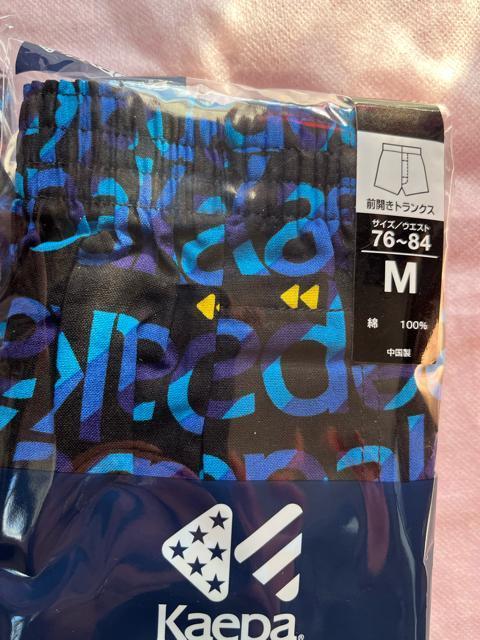 前開きトランクス
サイズ/ウエスト
76~84
M
綿 100%
中国製
Kaepa®